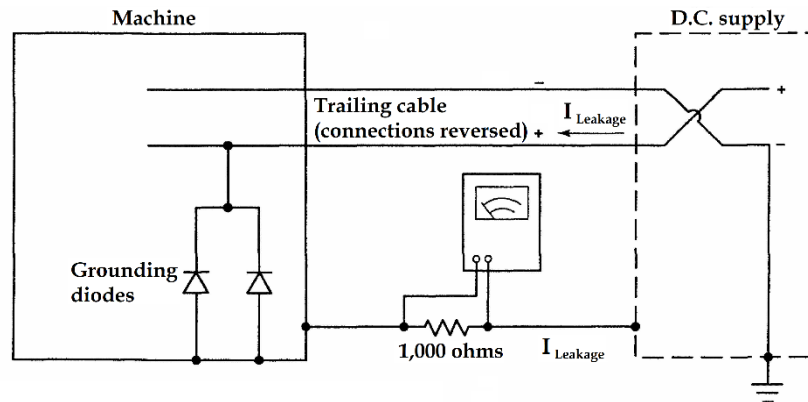 Machine
D.C. supply
−
+
Trailing cable
I Leakage
(connections reversed) +
−
Grounding
diodes
1,000 ohms
I Leakage